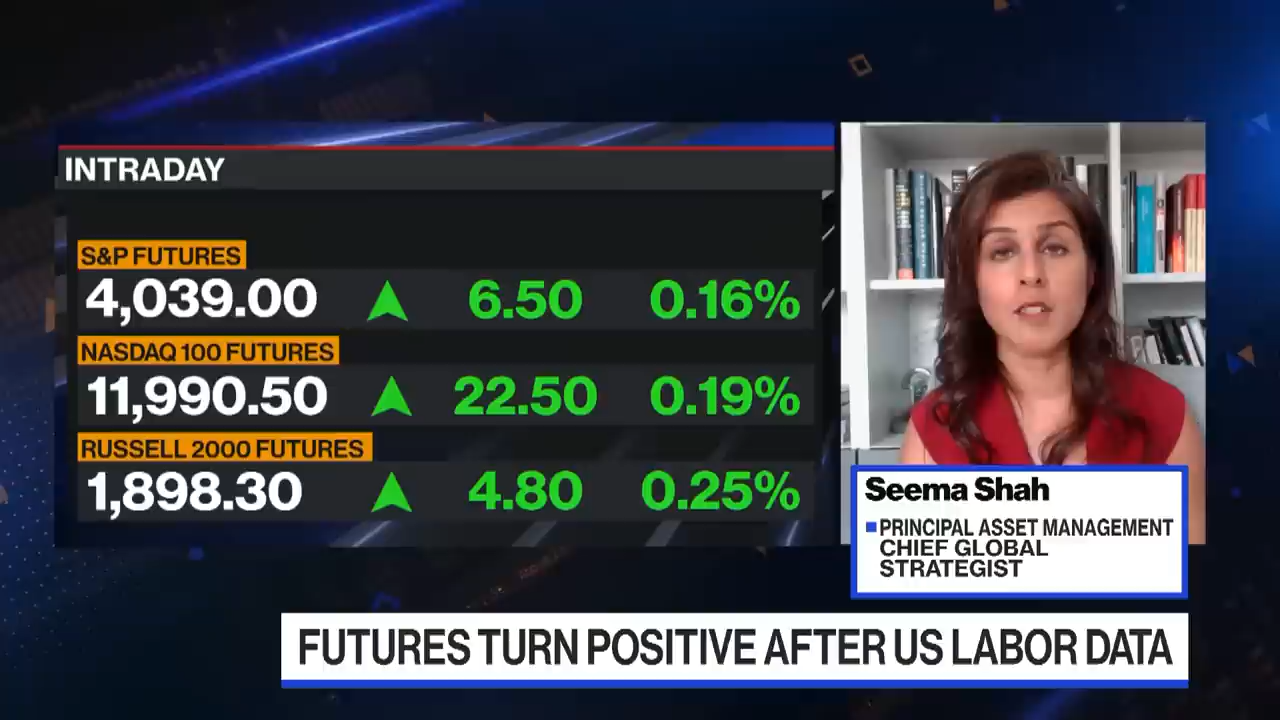 INTRADAY
S&P FUTURES
4,039.00 ▲ 6.50 0.16%
NASDAQ 100 FUTURES
11,990.50 ▲ 22.50 0.19%
RUSSELL 2000 FUTURES
1,898.30 ▲ 4.80 0.25%
Seema Shah
PRINCIPAL ASSET MANAGEMENT
CHIEF GLOBAL
STRATEGIST
FUTURES TURN POSITIVE AFTER US LABOR DATA